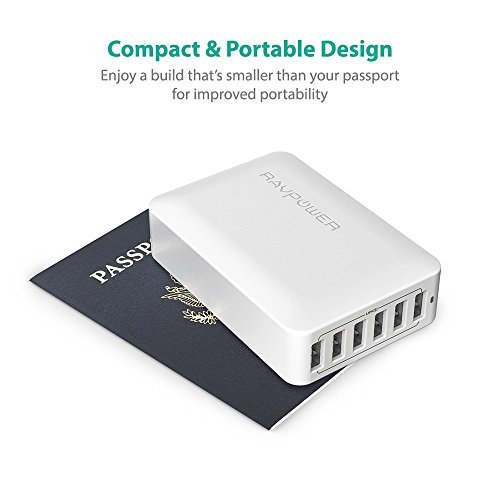 Compact & Portable Design
Enjoy a build that's smaller than your passport
for improved portability
RAVPOWER
PASSP